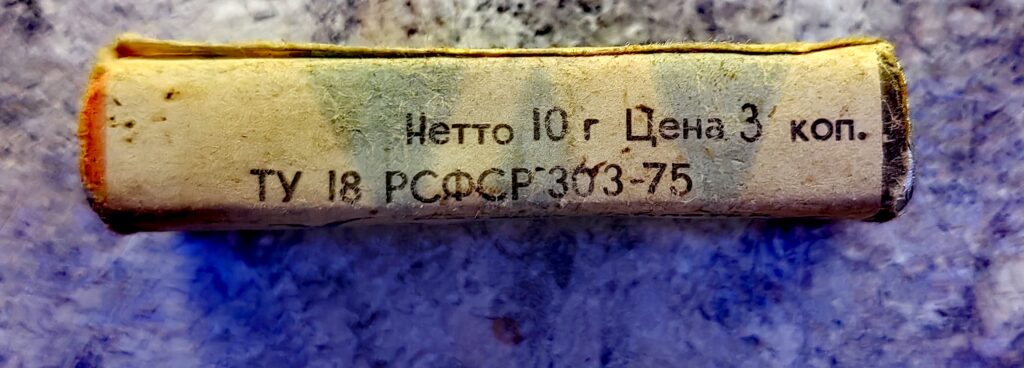 Нетто 10 г Цена 3 коп.
ТУ 18 РСФСР 303-75